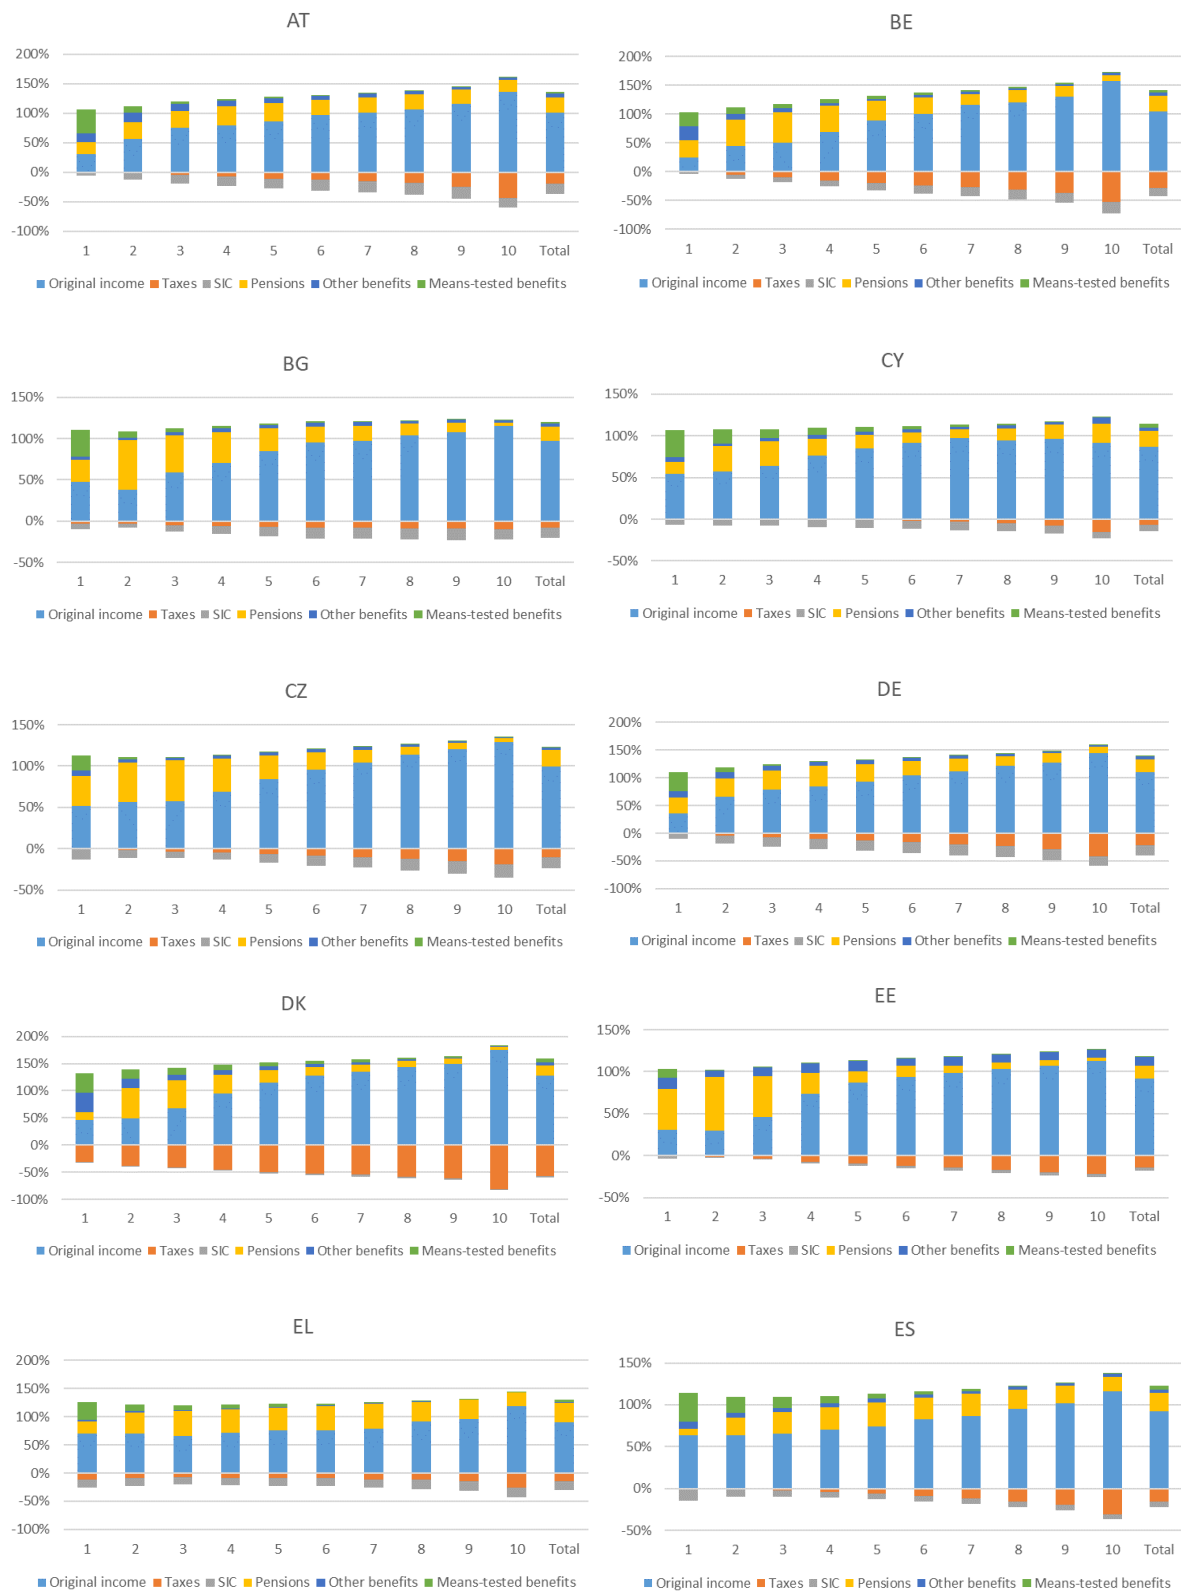 AT
200%
150%
100%
50%
0%
-50%
-100%
1 2 3 4 5 6 7 8 9 10 Total
Original income Taxes SIC Pensions Other benefits Means-tested benefits
BE
200%
150%
100%
50%
0%
-50%
-100%
1 2 3 4 5 6 7 8 9 10 Total
Original income Taxes SIC Pensions Other benefits Means-tested benefits
BG
150%
100%
50%
0%
-50%
1 2 3 4 5 6 7 8 9 10 Total
Original income Taxes SIC Pensions Other benefits Means-tested benefits
CY
150%
100%
50%
0%
-50%
1 2 3 4 5 6 7 8 9 10 Total
Original income Taxes SIC Pensions Other benefits Means-tested benefits
CZ
150%
100%
50%
0%
-50%
1 2 3 4 5 6 7 8 9 10 Total
Original income Taxes SIC Pensions Other benefits Means-tested benefits
DE
200%
150%
100%
50%
0%
-50%
-100%
1 2 3 4 5 6 7 8 9 10 Total
Original income Taxes SIC Pensions Other benefits Means-tested benefits
DK
200%
150%
100%
50%
0%
-50%
-100%
1 2 3 4 5 6 7 8 9 10 Total
Original income Taxes SIC Pensions Other benefits Means-tested benefits
EE
150%
100%
50%
0%
-50%
1 2 3 4 5 6 7 8 9 10 Total
Original income Taxes SIC Pensions Other benefits Means-tested benefits
EL
200%
150%
100%
50%
0%
-50%
-100%
1 2 3 4 5 6 7 8 9 10 Total
Original income Taxes SIC Pensions Other benefits Means-tested benefits
ES
150%
100%
50%
0%
-50%
1 2 3 4 5 6 7 8 9 10 Total
Original income Taxes SIC Pensions Other benefits Means-tested benefits